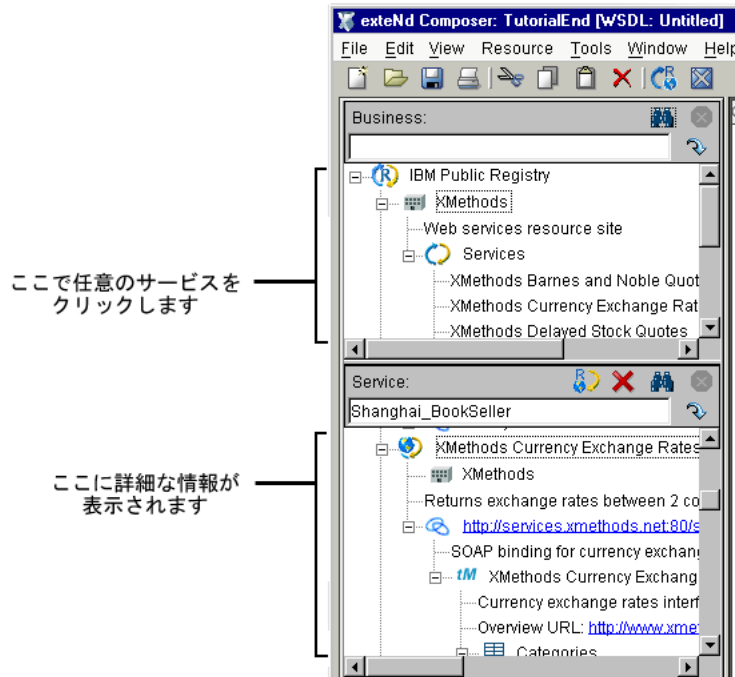 exteNd Composer: TutorialEnd [WSDL: Untitled]
File Edit View Resource Tools Window Help
Business:
IBM Public Registry
XMethods
Web services resource site
Services
XMethods Barnes and Noble Quot
XMethods Currency Exchange Rat
XMethods Delayed Stock Quotes
ここで任意のサービスを
クリックします
Service:
Shanghai_BookSeller
XMethods Currency Exchange Rates
XMethods
Returns exchange rates between 2 co
http://services.xmethods.net:80/s
SOAP binding for currency exchan
tM XMethods Currency Exchang
Currency exchange rates interf
Overview URL: http://www.xme
Categories
ここに詳細な情報が
表示されます